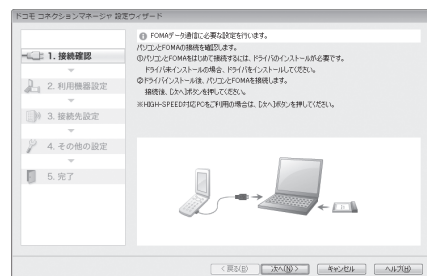 ドコモ コネクションマネージャ 設定ウィザード
1. 接続確認
2. 利用機器設定
3. 接続先設定
4. その他の設定
5. 完了
FOMAデータ通信に必要な設定を行います。
パソコンとFOMAの接続を確認します。
①パソコンとFOMAをはじめて接続するには、ドライバのインストールが必要です。
ドライバ未インストールの場合、ドライバをインストールしてください。
②ドライバインストール後、パソコンとFOMAを接続します。
接続後、[次へ]ボタンを押してください。
※HIGH-SPEED対応PCをご利用の場合は、[次へ]ボタンを押してください。
< 戻る(B) 次へ(N) > キャンセル ヘルプ(H)